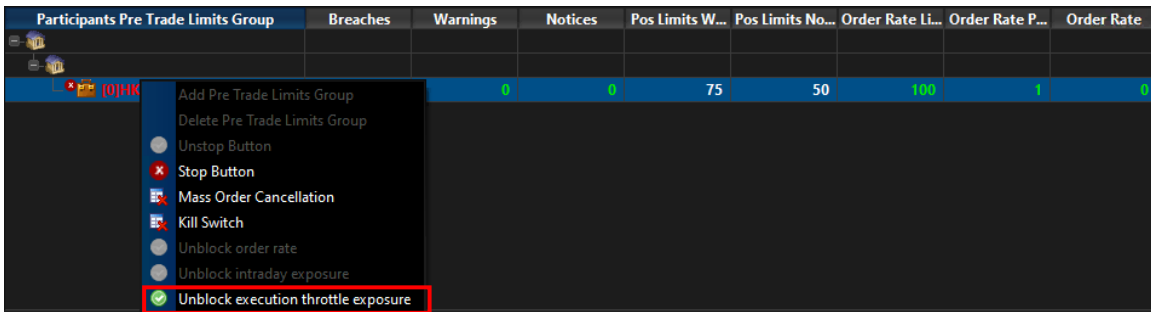 Participants Pre Trade Limits Group Breaches Warnings Notices Pos Limits W... Pos Limits No... Order Rate Li... Order Rate P... Order Rate
[0]HK 0 0 75 50 100 1 0
Add Pre Trade Limits Group
Delete Pre Trade Limits Group
Unstop Button
Stop Button
Mass Order Cancellation
Kill Switch
Unblock order rate
Unblock intraday exposure
Unblock execution throttle exposure